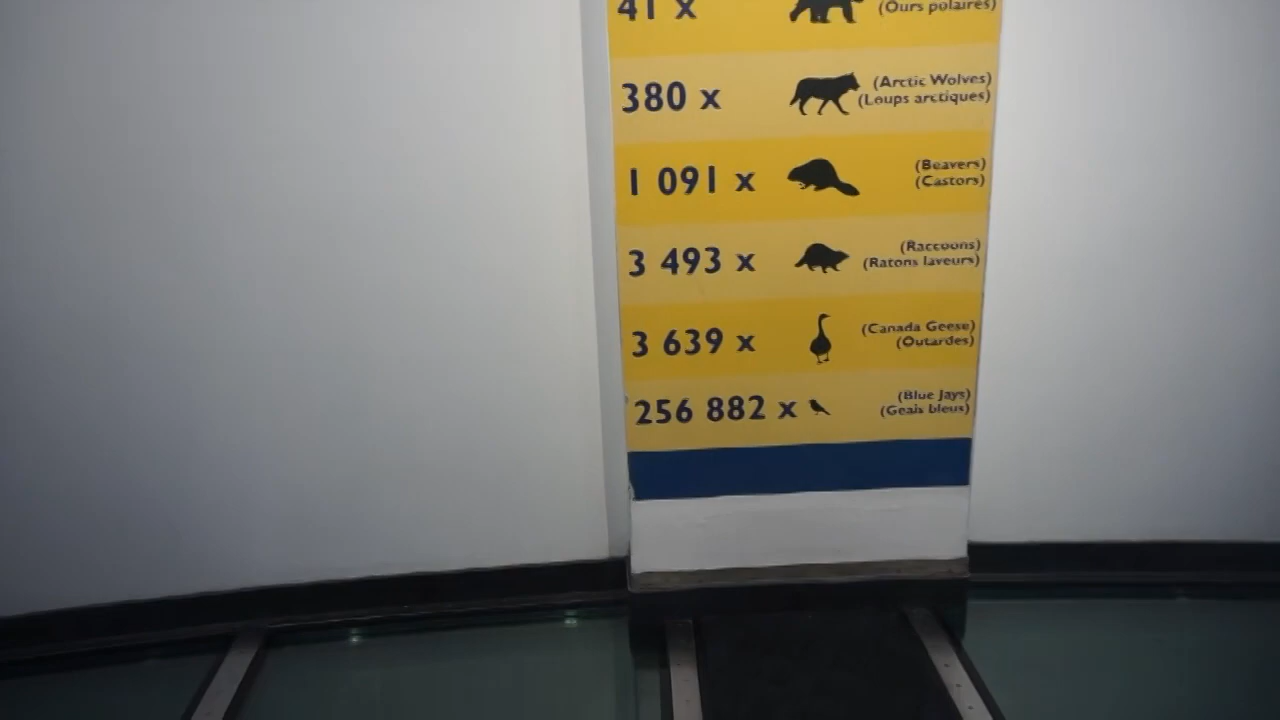 41 x (Ours polaires)
380 x (Arctic Wolves)
(Loups arctiques)
1 091 x (Beavers)
(Castors)
3 493 x (Raccoons)
(Ratons laveurs)
3 639 x (Canada Geese)
(Outardes)
256 882 x (Blue Jays)
(Geais bleus)